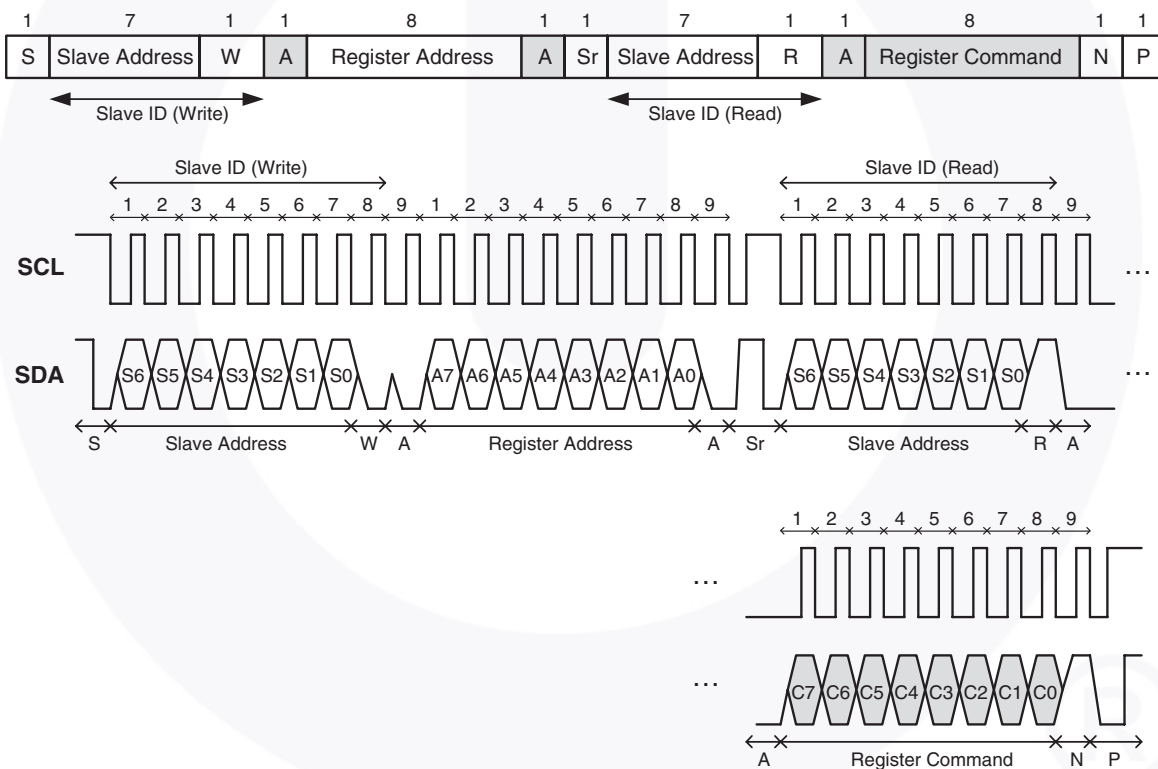 1 7 1 1 8 1 1 7 1 1 8 1 1
S Slave Address W A Register Address A Sr Slave Address R A Register Command N P
Slave ID (Write) Slave ID (Read)
Slave ID (Write) Slave ID (Read)
1 2 3 4 5 6 7 8 9 1 2 3 4 5 6 7 8 9 1 2 3 4 5 6 7 8 9
SCL ...
SDA S6 S5 S4 S3 S2 S1 S0 A7 A6 A5 A4 A3 A2 A1 A0 S6 S5 S4 S3 S2 S1 S0 ...
S Slave Address W A Register Address A Sr Slave Address R A
1 2 3 4 5 6 7 8 9
...
... C7 C6 C5 C4 C3 C2 C1 C0
A Register Command N P
®